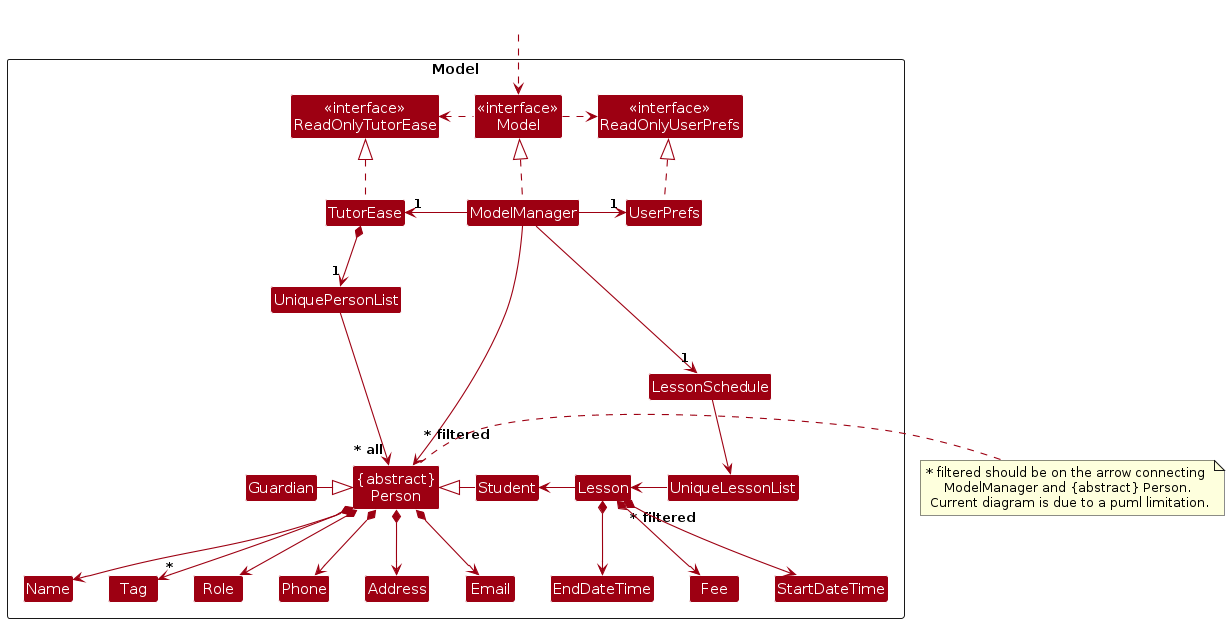 Model
«interface»
ReadOnlyTutorEase
«interface»
Model
«interface»
ReadOnlyUserPrefs
TutorEase
1
ModelManager
1
UserPrefs
1
UniquePersonList
1
LessonSchedule
* filtered
* all
{abstract}
Person
Guardian
Student
Lesson
UniqueLessonList
* filtered should be on the arrow connecting
ModelManager and {abstract} Person.
Current diagram is due to a puml limitation.
* filtered
*
Name
Tag
Role
Phone
Address
Email
EndDateTime
Fee
StartDateTime